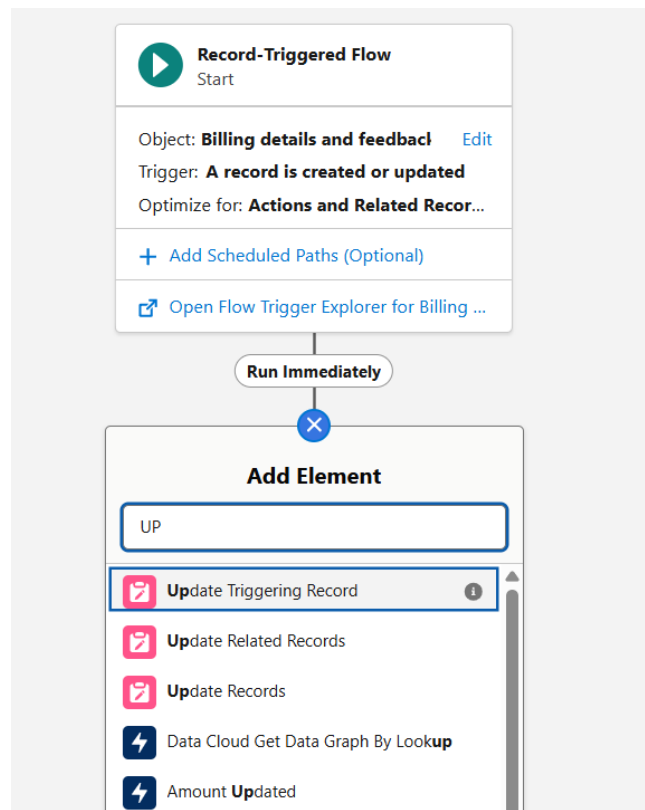 Record-Triggered Flow
Start
Object: Billing details and feedback Edit
Trigger: A record is created or updated
Optimize for: Actions and Related Recor...
+ Add Scheduled Paths (Optional)
Open Flow Trigger Explorer for Billing ...
Run Immediately
Add Element
UP
Update Triggering Record
Update Related Records
Update Records
Data Cloud Get Data Graph By Lookup
Amount Updated